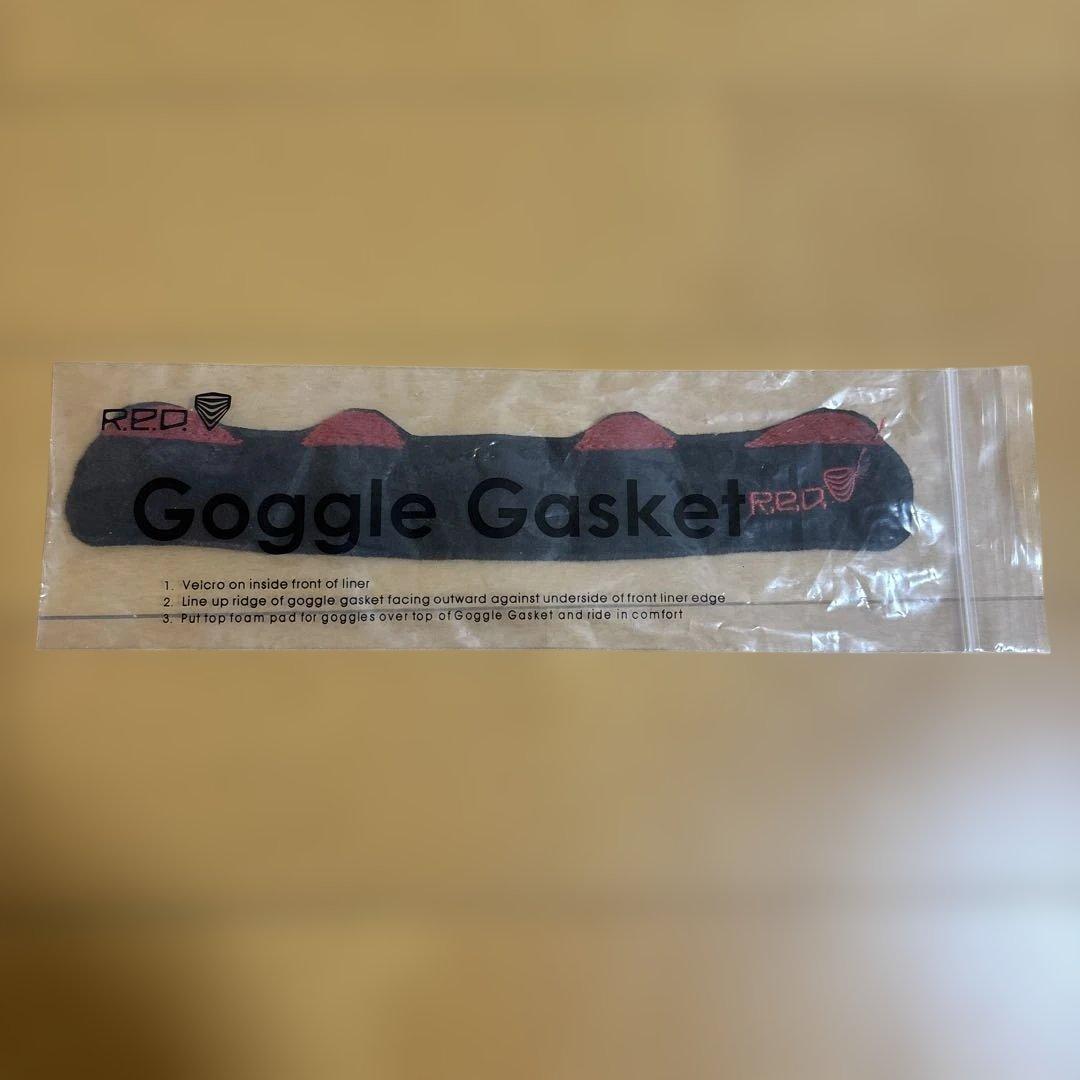 R.E.D.
Goggle Gasket
R.E.D.
1. Velcro on inside front of liner
2. Line up ridge of goggle gasket facing outward against underside of front liner edge
3. Put top foam pad for goggles over top of Goggle Gasket and ride in comfort